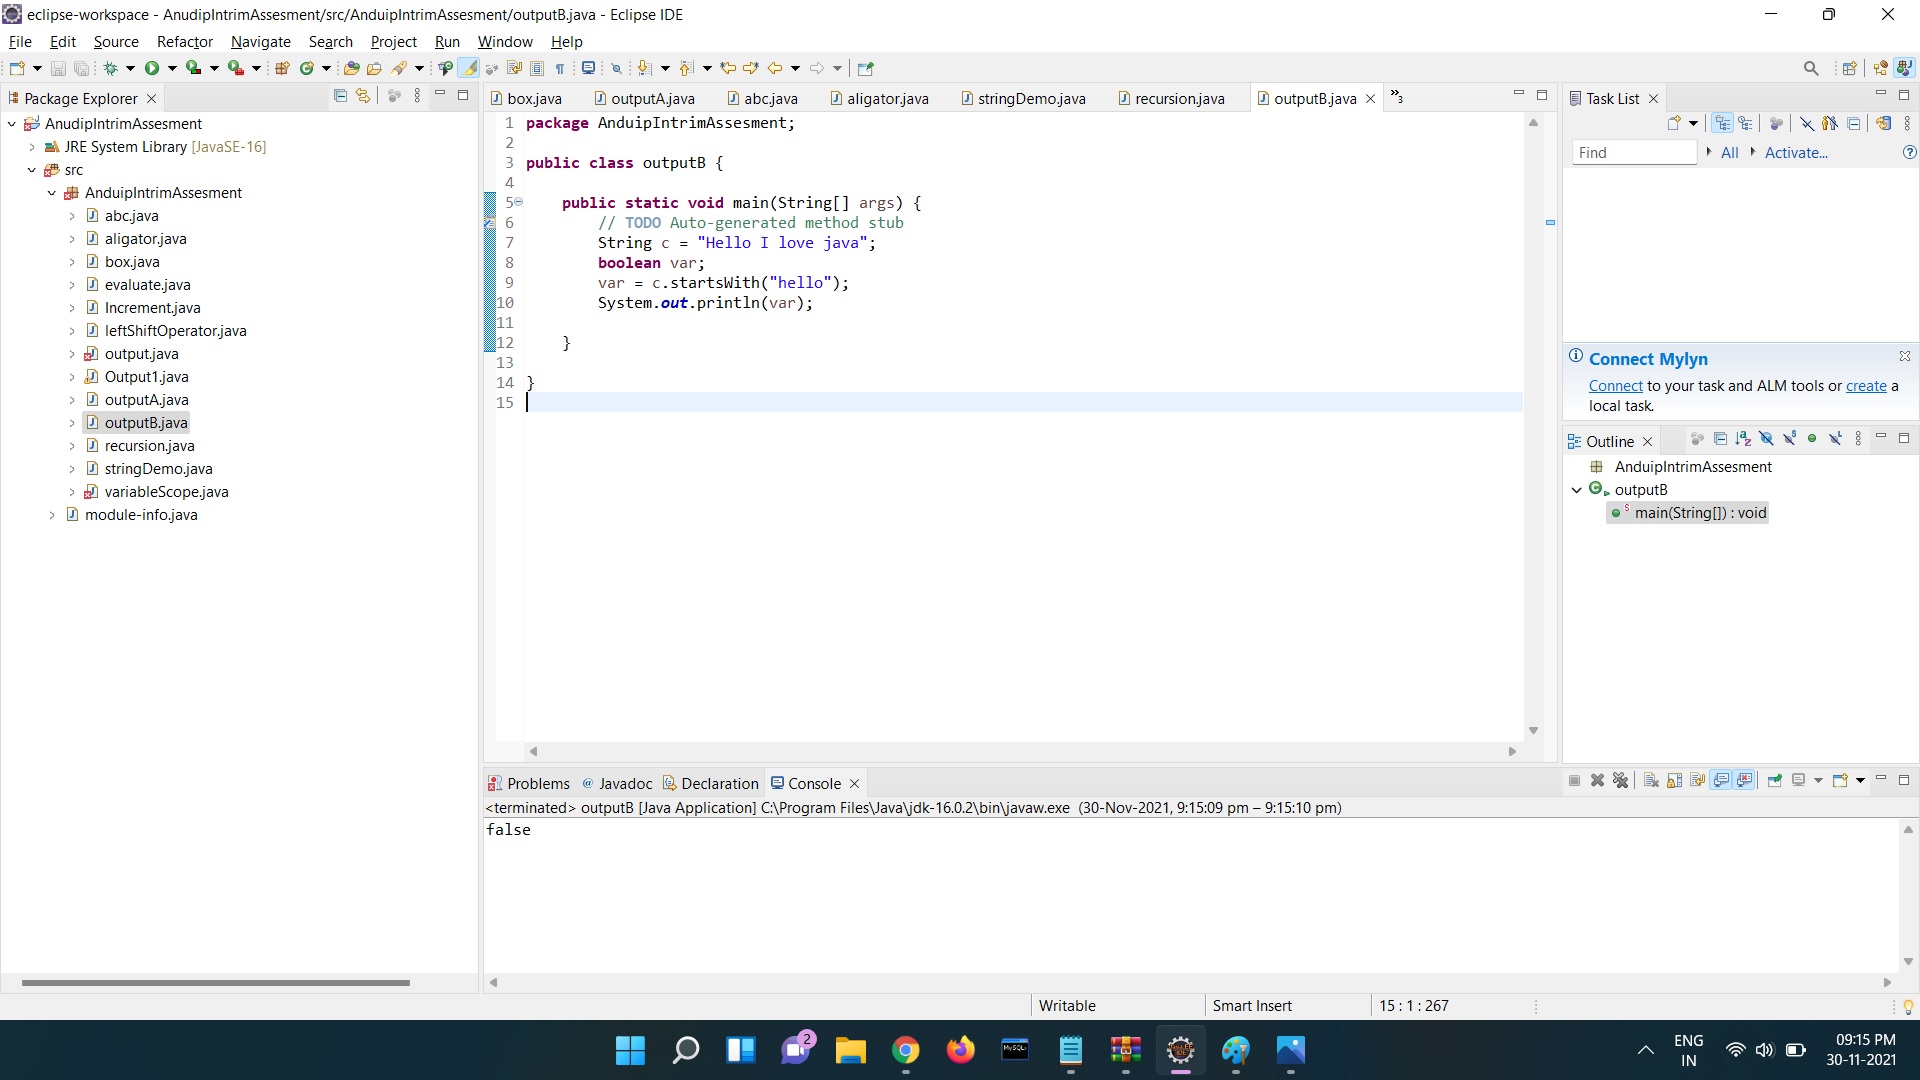 eclipse-workspace - AnudipIntrimAssesment/src/AnduipIntrimAssesment/outputB.java - Eclipse IDE
File Edit Source Refactor Navigate Search Project Run Window Help
Package Explorer
AnudipIntrimAssesment
JRE System Library [JavaSE-16]
src
AnduipIntrimAssesment
abc.java
aligator.java
box.java
evaluate.java
Increment.java
leftShiftOperator.java
output.java
Output1.java
outputA.java
outputB.java
recursion.java
stringDemo.java
variableScope.java
module-info.java
box.java outputA.java abc.java aligator.java stringDemo.java recursion.java outputB.java »3
1 package AnduipIntrimAssesment;
2
3 public class outputB {
4
5 public static void main(String[] args) {
6 // TODO Auto-generated method stub
7 String c = "Hello I love java";
8 boolean var;
9 var = c.startsWith("hello");
10 System.out.println(var);
11
12 }
13
14 }
15
Task List
Find All Activate...
Connect Mylyn
Connect to your task and ALM tools or create a
local task.
Outline
AnduipIntrimAssesment
outputB
main(String[]) : void
Problems @ Javadoc Declaration Console
<terminated> outputB [Java Application] C:\Program Files\Java\jdk-16.0.2\bin\javaw.exe (30-Nov-2021, 9:15:09 pm – 9:15:10 pm)
false
Writable Smart Insert 15 : 1 : 267
2
ENG
IN
09:15 PM
30-11-2021